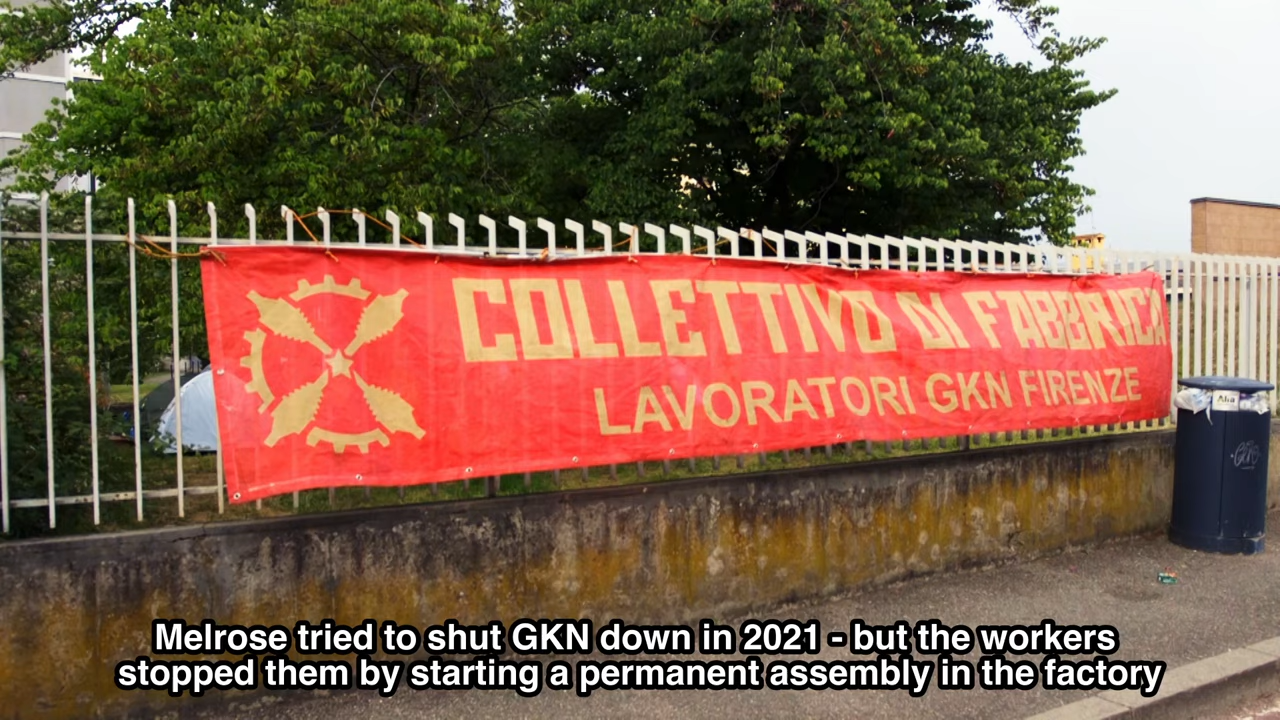 COLLETTIVO DI FABBRICA
LAVORATORI GKN FIRENZE
Alia
Melrose tried to shut GKN down in 2021 - but the workers
stopped them by starting a permanent assembly in the factory